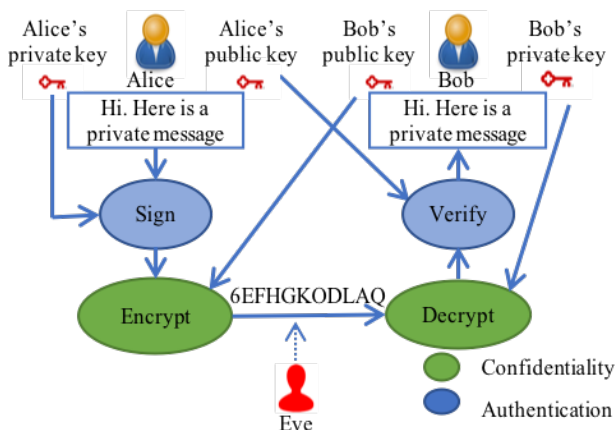 Alice's
private key
Alice
Alice's
public key
Bob's
public key
Bob
Bob's
private key
Hi. Here is a
private message
Hi. Here is a
private message
Sign
Verify
Encrypt
6EFHGKODLAQ
Decrypt
Eve
Confidentiality
Authentication